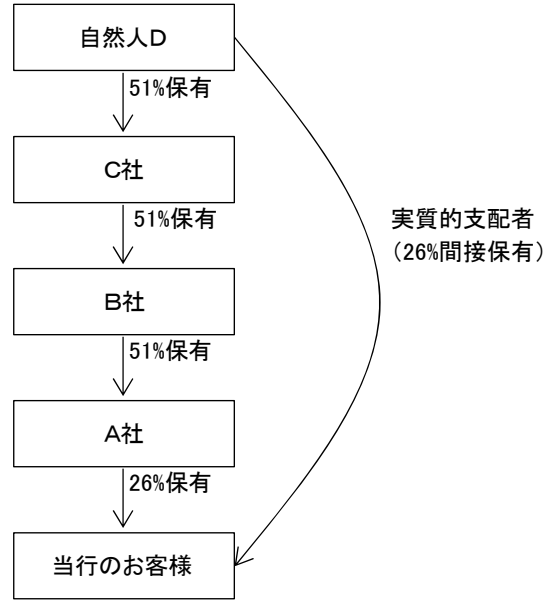 自然人D
51%保有
C社
51%保有
実質的支配者
(26%間接保有)
B社
51%保有
A社
26%保有
当行のお客様